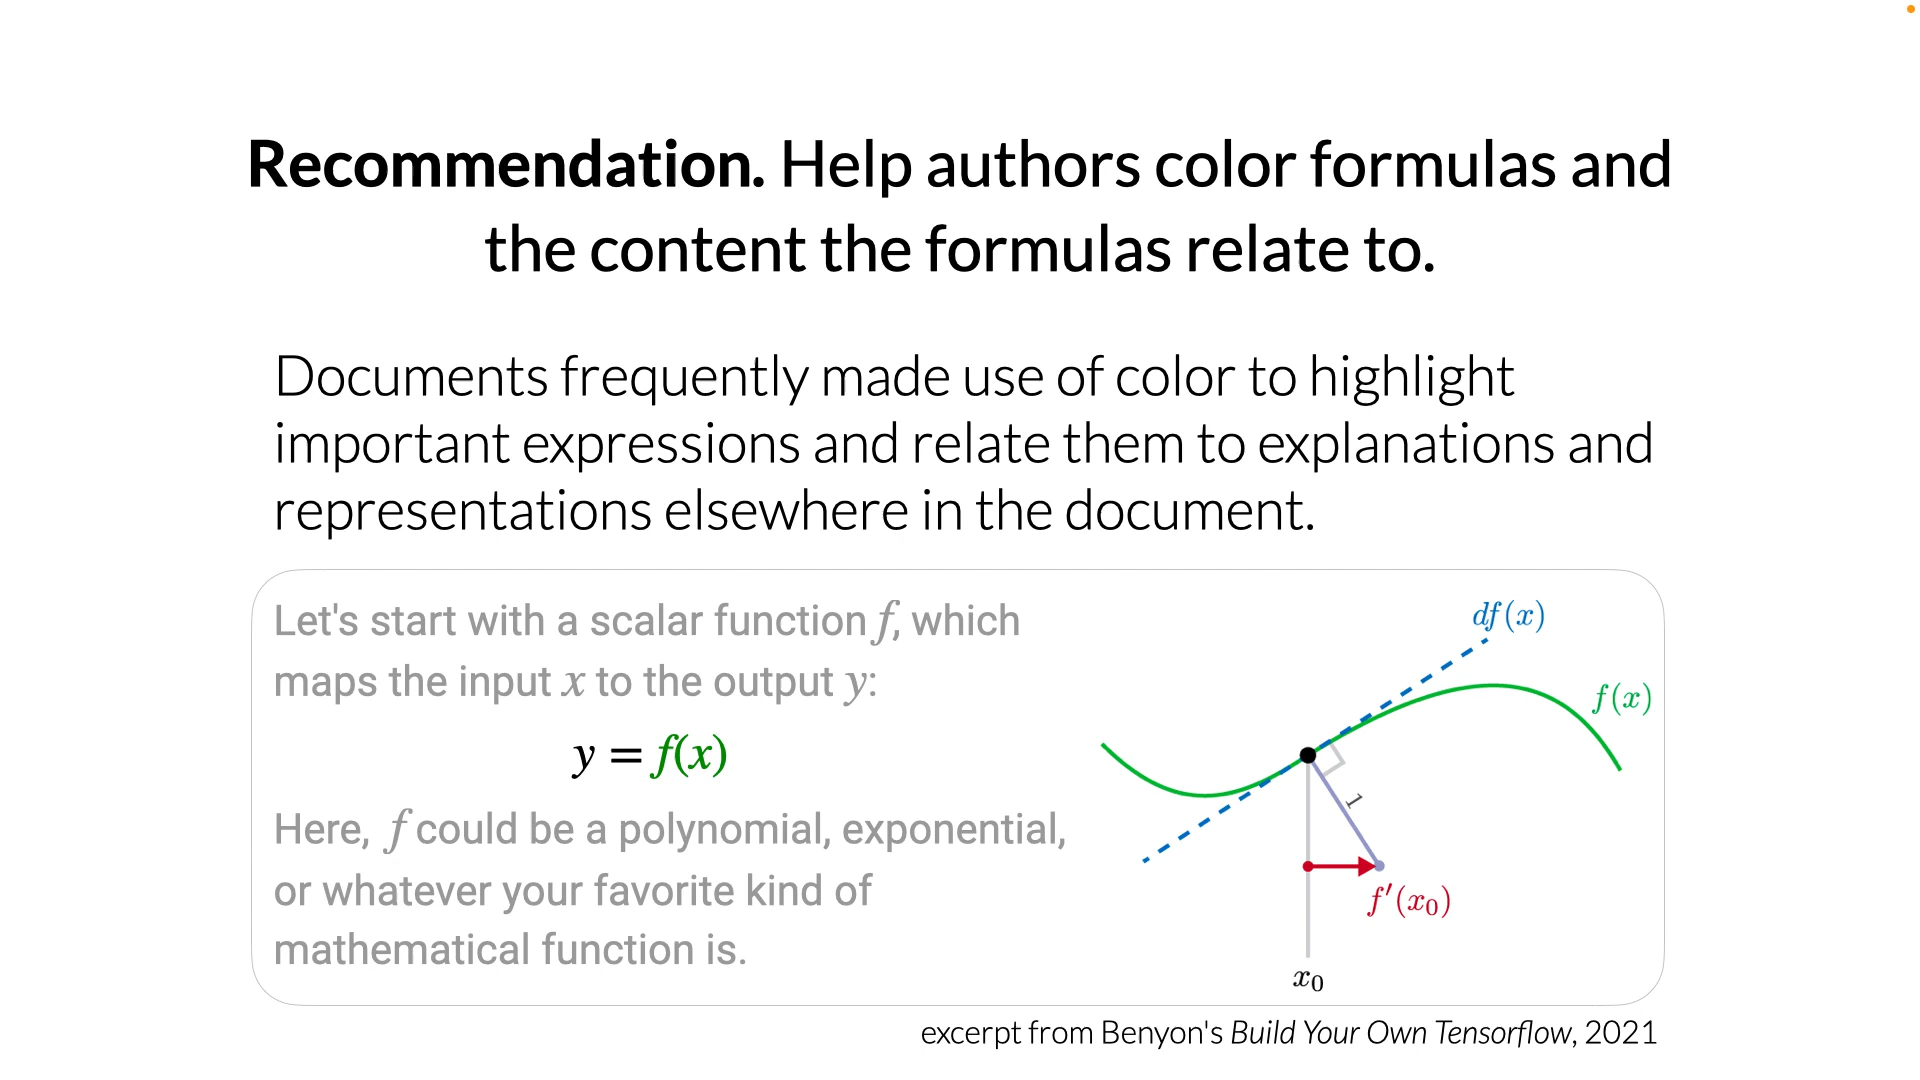 Recommendation. Help authors color formulas and
the content the formulas relate to.
Documents frequently made use of color to highlight
important expressions and relate them to explanations and
representations elsewhere in the document.
Let's start with a scalar function f, which
maps the input x to the output y:
y = f(x)
Here, f could be a polynomial, exponential,
or whatever your favorite kind of
mathematical function is.
df(x)
f(x)
1
f′(x₀)
x₀
excerpt from Benyon's Build Your Own Tensorflow, 2021